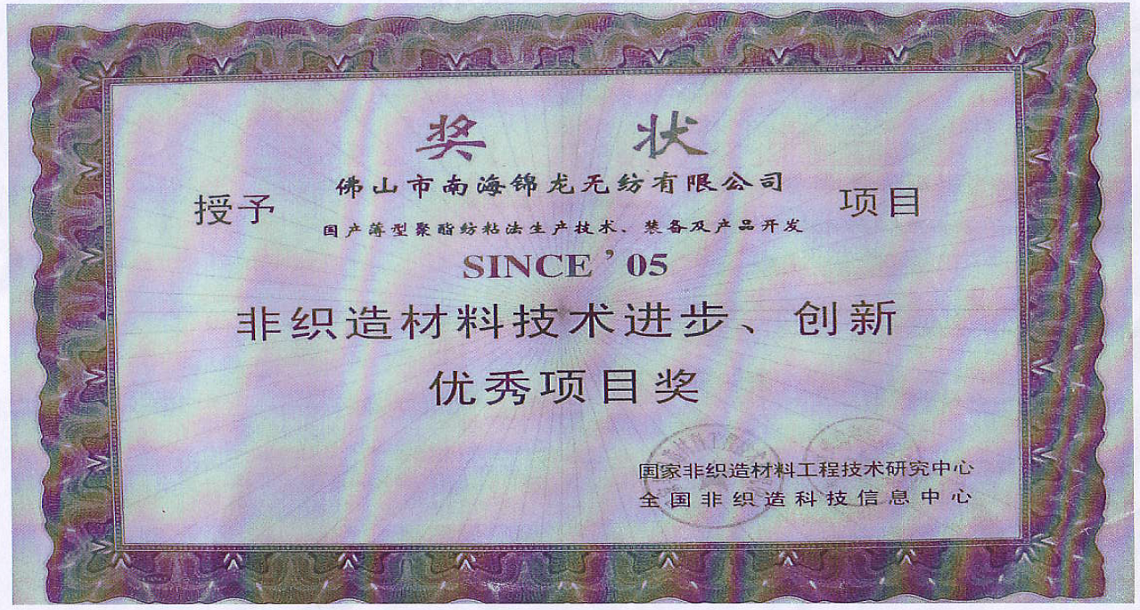 奖 状
授予 佛山市南海锦龙无纺有限公司 项目
国产薄型聚酯纺粘法生产技术、装备及产品开发
SINCE ’05
非织造材料技术进步、创新
优秀项目奖
国家非织造材料工程技术研究中心
全国非织造科技信息中心